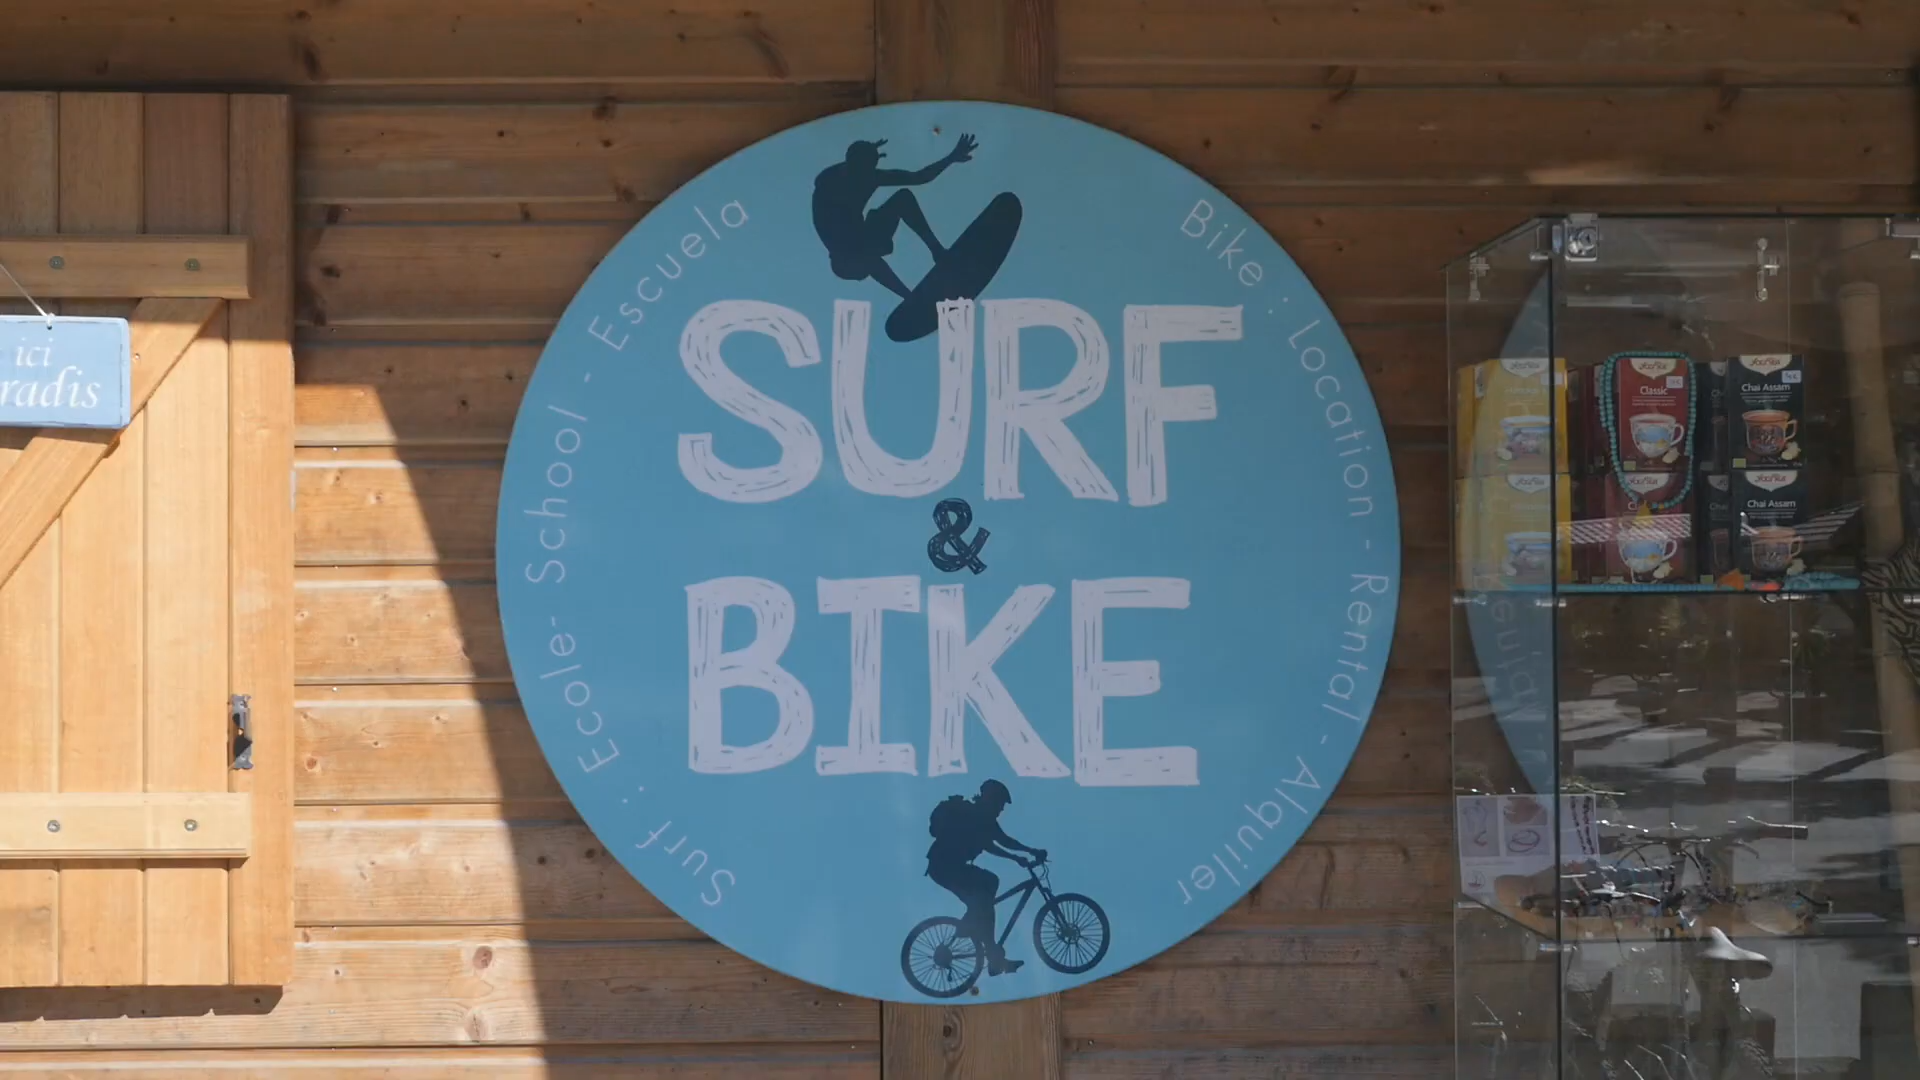 SURF
&
BIKE
Surf : Ecole- School - Escuela
Bike : Location - Rental - Alquiler
ici
radis
Classic
Chai Assam
Chai Assam